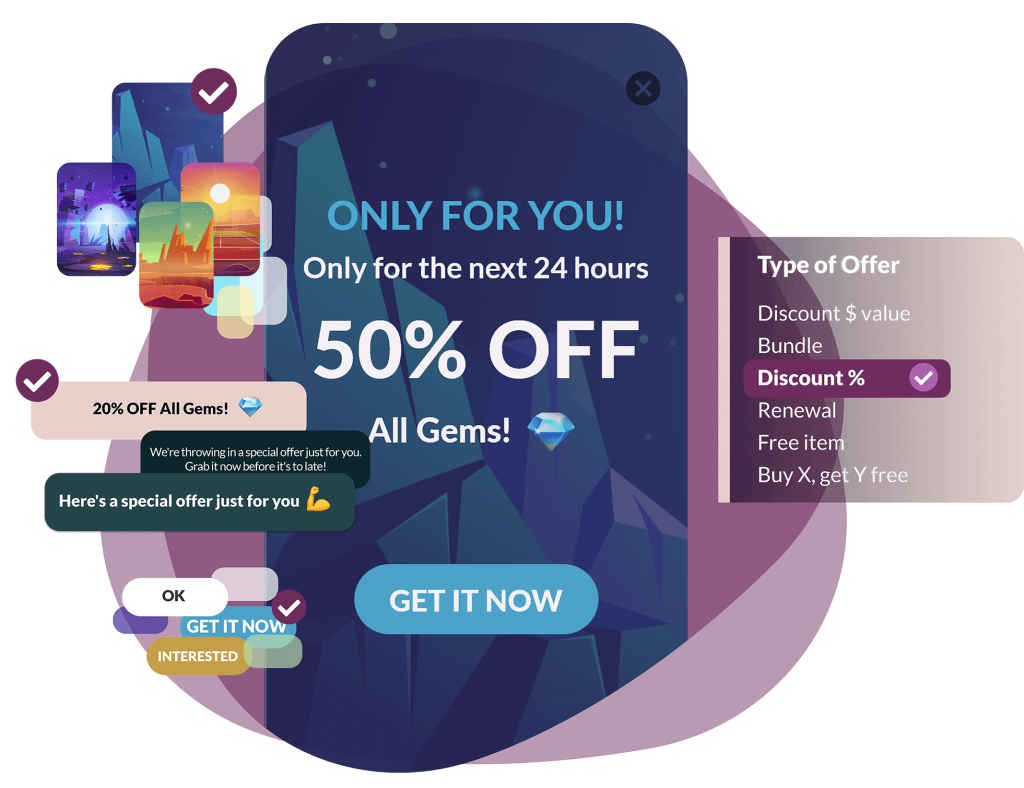 ONLY FOR YOU!
Only for the next 24 hours
50% OFF
All Gems!
GET IT NOW
20% OFF All Gems!
We're throwing in a special offer just for you.
Grab it now before it's to late!
Here's a special offer just for you
OK
GET IT NOW
INTERESTED
Type of Offer
Discount $ value
Bundle
Discount %
Renewal
Free item
Buy X, get Y free